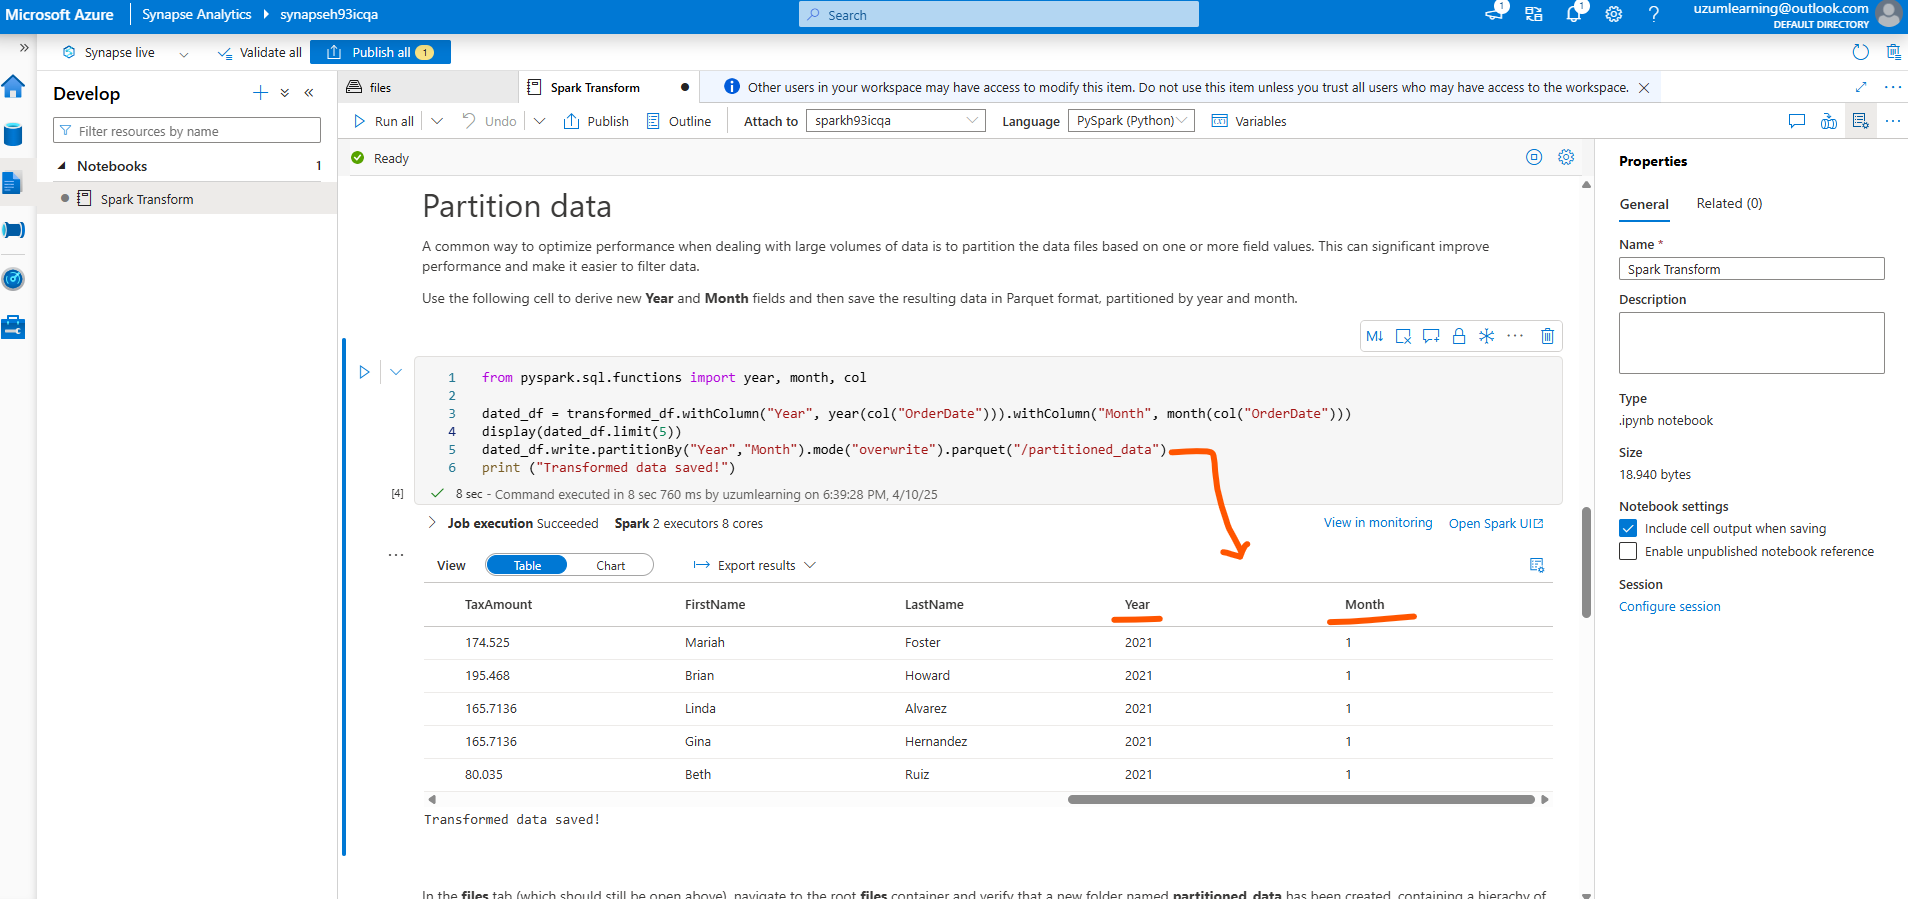 Microsoft Azure
Synapse Analytics
synapseh93icqa
Search
1
1
uzumlearning@outlook.com
DEFAULT DIRECTORY
Synapse live
Validate all
Publish all 1
Develop
Filter resources by name
Notebooks 1
Spark Transform
files
Spark Transform
Other users in your workspace may have access to modify this item. Do not use this item unless you trust all users who may have access to the workspace.
Run all
Undo
Publish
Outline
Attach to
sparkh93icqa
Language
PySpark (Python)
Variables
Ready
Partition data
A common way to optimize performance when dealing with large volumes of data is to partition the data files based on one or more field values. This can significant improve
performance and make it easier to filter data.
Use the following cell to derive new Year and Month fields and then save the resulting data in Parquet format, partitioned by year and month.
M↓
1 from pyspark.sql.functions import year, month, col
2
3 dated_df = transformed_df.withColumn("Year", year(col("OrderDate"))).withColumn("Month", month(col("OrderDate")))
4 display(dated_df.limit(5))
5 dated_df.write.partitionBy("Year","Month").mode("overwrite").parquet("/partitioned_data")
6 print ("Transformed data saved!")
[4]
8 sec - Command executed in 8 sec 760 ms by uzumlearning on 6:39:28 PM, 4/10/25
Job execution Succeeded Spark 2 executors 8 cores
View in monitoring
Open Spark UI
View
Table
Chart
Export results
TaxAmount FirstName LastName Year Month
174.525 Mariah Foster 2021 1
195.468 Brian Howard 2021 1
165.7136 Linda Alvarez 2021 1
165.7136 Gina Hernandez 2021 1
80.035 Beth Ruiz 2021 1
Transformed data saved!
In the files tab (which should still be open above), navigate to the root files container and verify that a new folder named partitioned_data has been created, containing a hierachy of
Properties
General
Related (0)
Name *
Spark Transform
Description
Type
.ipynb notebook
Size
18.940 bytes
Notebook settings
Include cell output when saving
Enable unpublished notebook reference
Session
Configure session